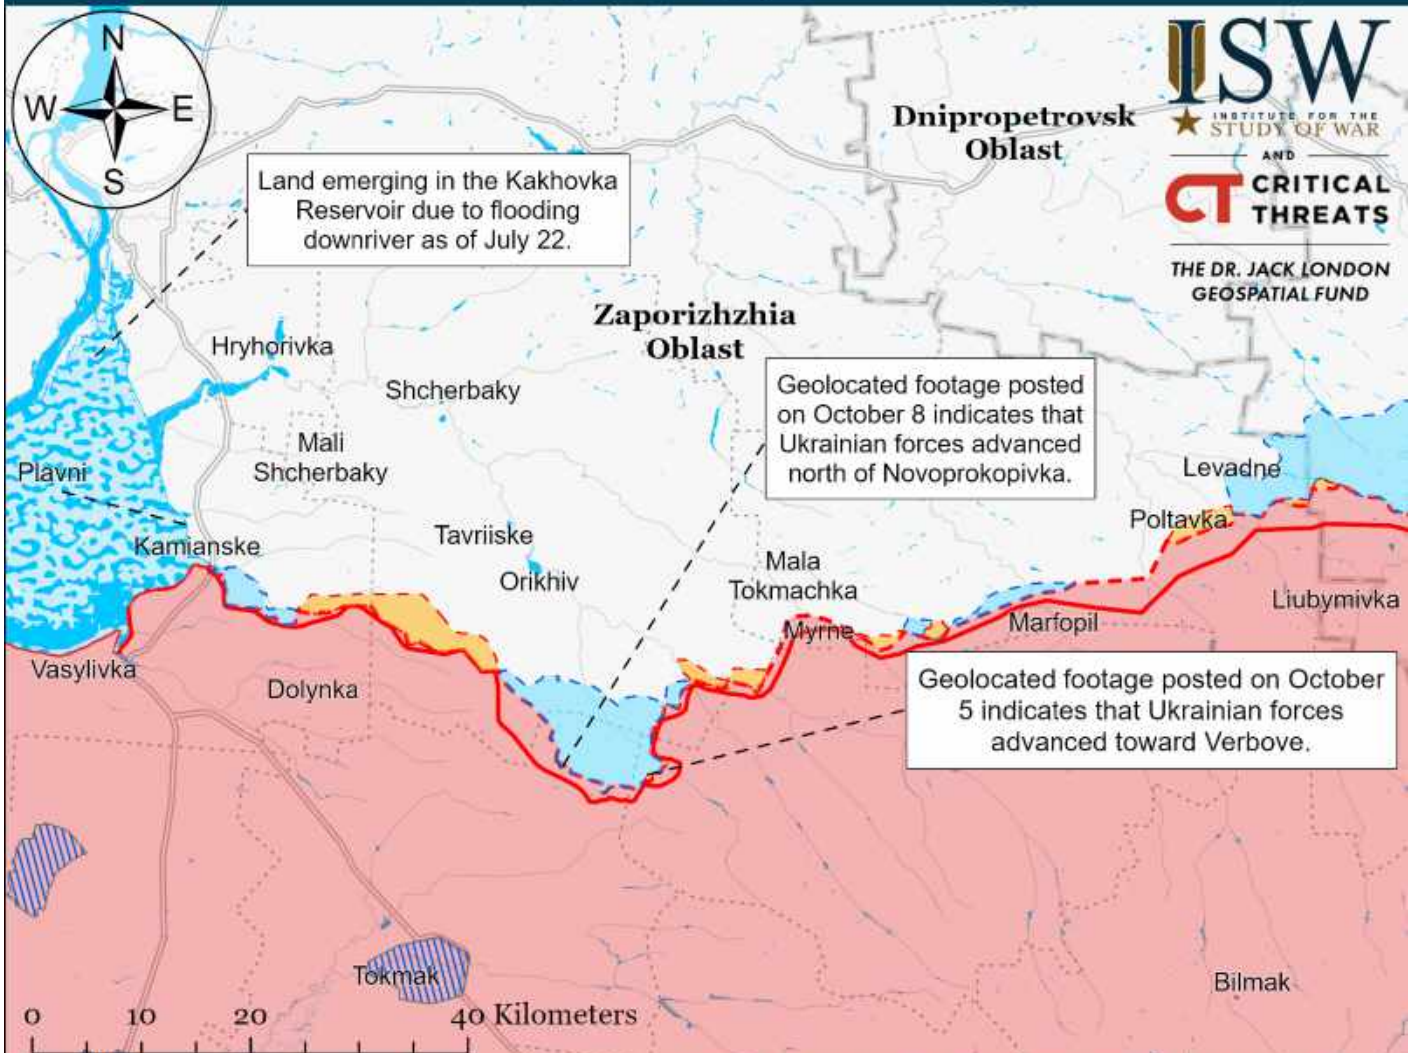 N
W
E
S
ISW
INSTITUTE FOR THE
STUDY OF WAR
AND
CT CRITICAL
THREATS
THE DR. JACK LONDON
GEOSPATIAL FUND
Dnipropetrovsk
Oblast
Land emerging in the Kakhovka
Reservoir due to flooding
downriver as of July 22.
Zaporizhzhia
Oblast
Hryhorivka
Shcherbaky
Geolocated footage posted
on October 8 indicates that
Ukrainian forces advanced
north of Novoprokopivka.
Mali
Shcherbaky
Plavni
Levadne
Poltavka
Kamianske
Tavriiske
Orikhiv
Mala
Tokmachka
Liubymivka
Myrne
Marfopil
Vasylivka
Dolynka
Geolocated footage posted on October
5 indicates that Ukrainian forces
advanced toward Verbove.
Tokmak
Bilmak
0 10 20 40 Kilometers